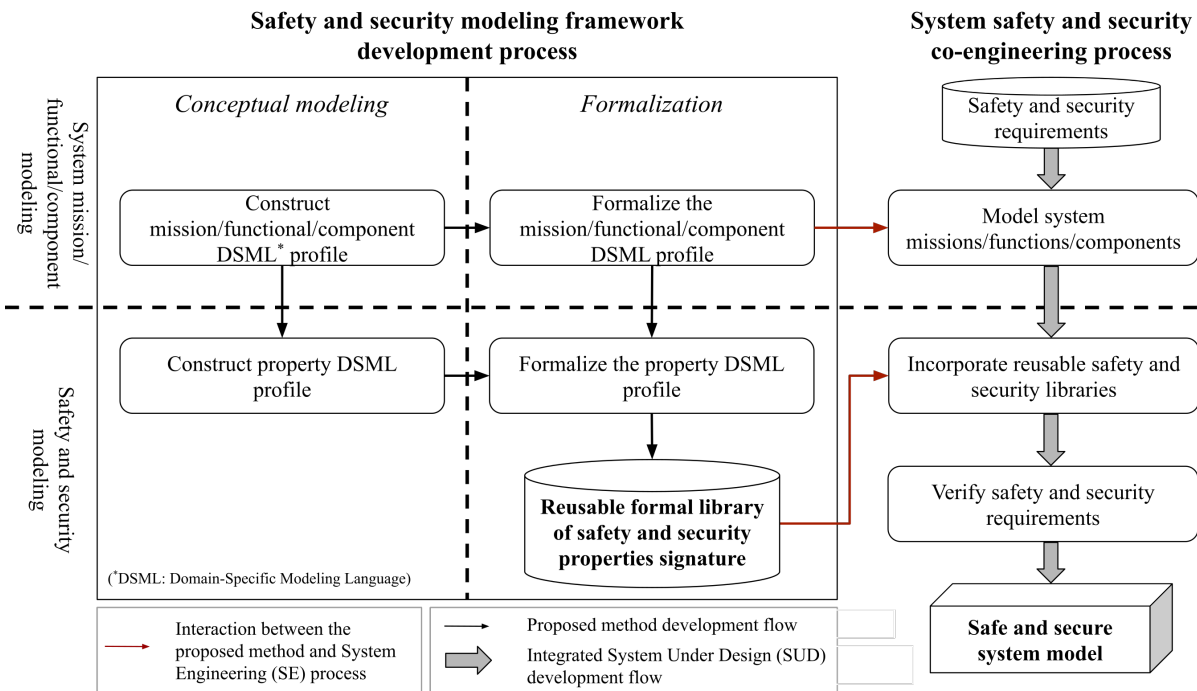 Safety and security modeling framework
development process
System safety and security
co-engineering process
System mission/
functional/component
modeling
Conceptual modeling
Formalization
Safety and security
requirements
Construct
mission/functional/component
DSML* profile
Formalize the
mission/functional/component
DSML profile
Model system
missions/functions/components
Safety and security
modeling
Construct property DSML
profile
Formalize the property DSML
profile
Incorporate reusable safety and
security libraries
Reusable formal library
of safety and security
properties signature
Verify safety and security
requirements
(*DSML: Domain-Specific Modeling Language)
Safe and secure
system model
Interaction between the
proposed method and System
Engineering (SE) process
Proposed method development flow
Integrated System Under Design (SUD)
development flow